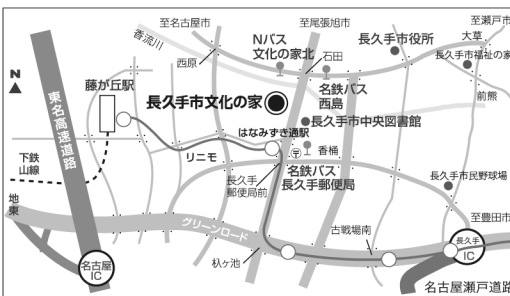 至名古屋市
至尾張旭市
至瀬戸市
香流川
Nバス
文化の家北
長久手市役所
大草
西原
石田
長久手市福祉の家
N
藤が丘駅
名鉄バス
西島
前熊
長久手市文化の家
東名高速道路
長久手市中央図書館
はなみずき通駅
香桶
下鉄
山線
リニモ
名鉄バス
長久手郵便局
長久手
郵便局前
長久手市民野球場
地
東
グリーンロード
古戦場南
至豊田市
長久手
IC
名古屋
IC
杁ヶ池
名古屋瀬戸道路